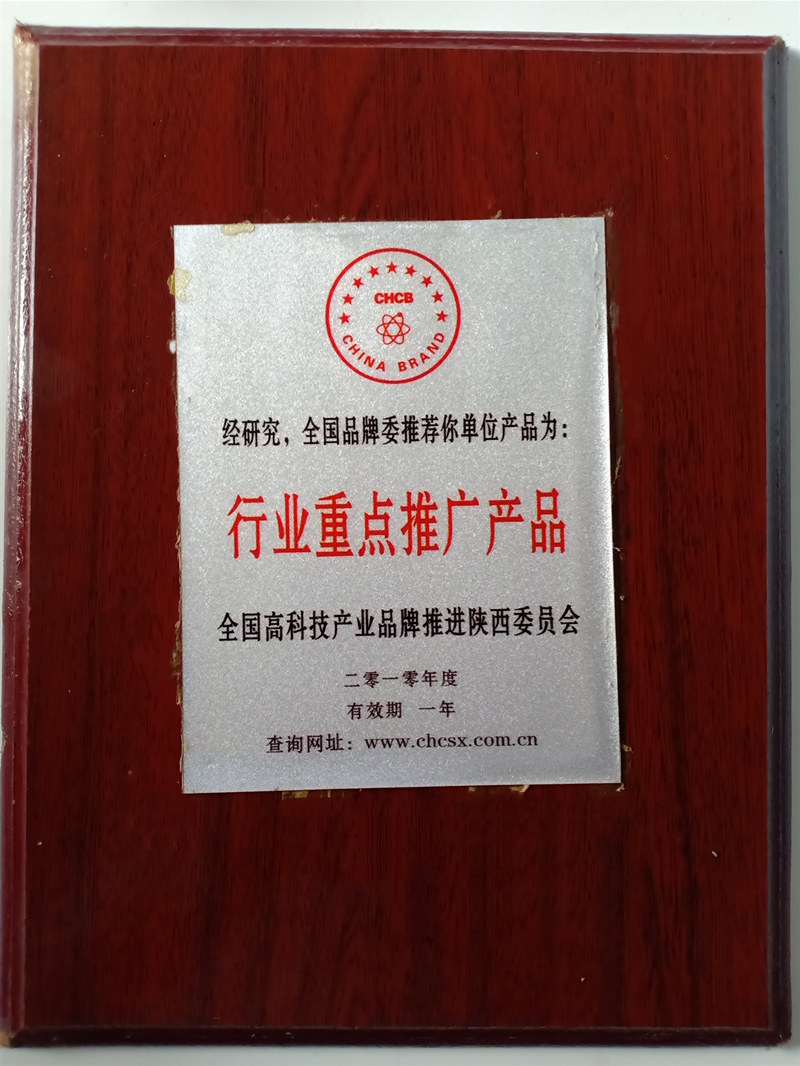 CHCB
CHINA BRAND
经研究，全国品牌委推荐你单位产品为：
行业重点推广产品
全国高科技产业品牌推进陕西委员会
二零一零年度
有效期 一年
查询网址：www.chcsx.com.cn